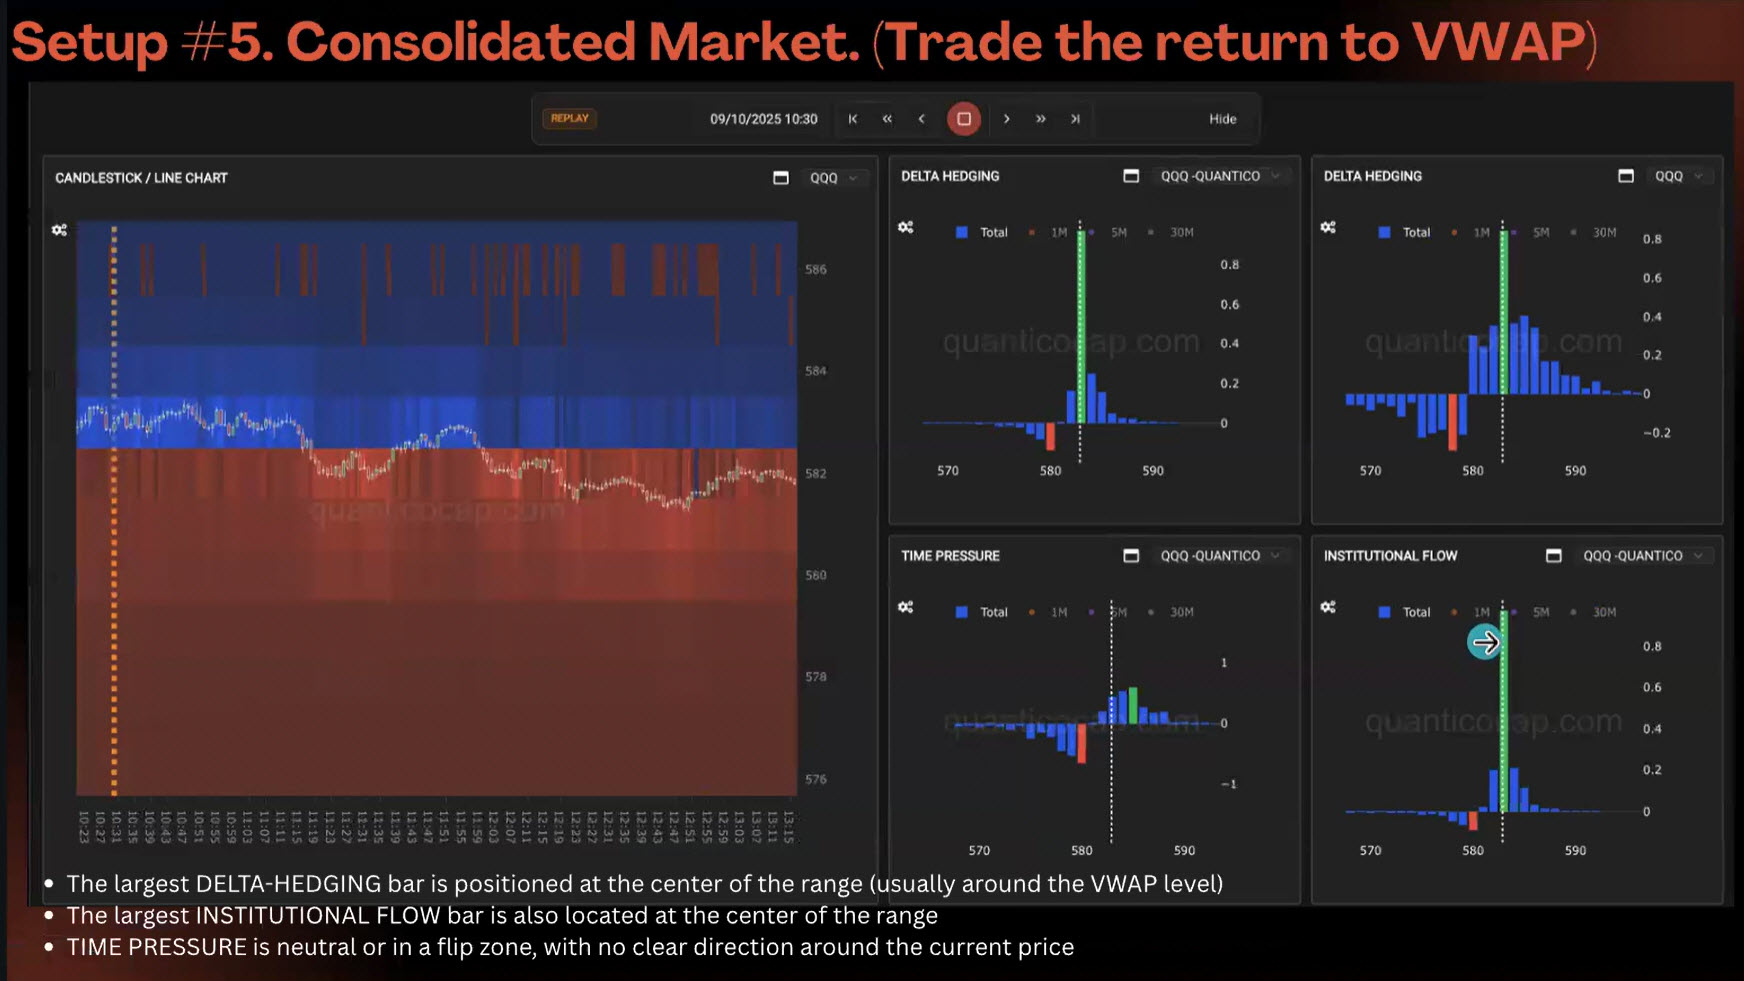 Setup #5. Consolidated Market. (Trade the return to VWAP)
REPLAY
09/10/2025 10:30
Hide
CANDLESTICK / LINE CHART
QQQ
586
584
582
580
578
576
quanticocap.com
10:23 10:27 10:31 10:35 10:39 10:43 10:47 10:51 10:55 10:59 11:03 11:07 11:11 11:15 11:19 11:23 11:27 11:31 11:35 11:39 11:43 11:47 11:51 11:55 11:59 12:03 12:07 12:11 12:15 12:19 12:23 12:27 12:31 12:35 12:39 12:43 12:47 12:51 12:55 12:59 13:03 13:07 13:11 13:15
DELTA HEDGING
QQQ -QUANTICO
Total 1M 5M 30M
0.8
0.6
0.4
0.2
0
quanticocap.com
570 580 590
DELTA HEDGING
QQQ
Total 1M 5M 30M
0.8
0.6
0.4
0.2
0
−0.2
quanticocap.com
570 580 590
TIME PRESSURE
QQQ -QUANTICO
Total 1M 5M 30M
1
0
−1
quanticocap.com
570 580 590
INSTITUTIONAL FLOW
QQQ -QUANTICO
Total 1M 5M 30M
0.8
0.6
0.4
0.2
0
quanticocap.com
570 580 590
• The largest DELTA-HEDGING bar is positioned at the center of the range (usually around the VWAP level)
• The largest INSTITUTIONAL FLOW bar is also located at the center of the range
• TIME PRESSURE is neutral or in a flip zone, with no clear direction around the current price